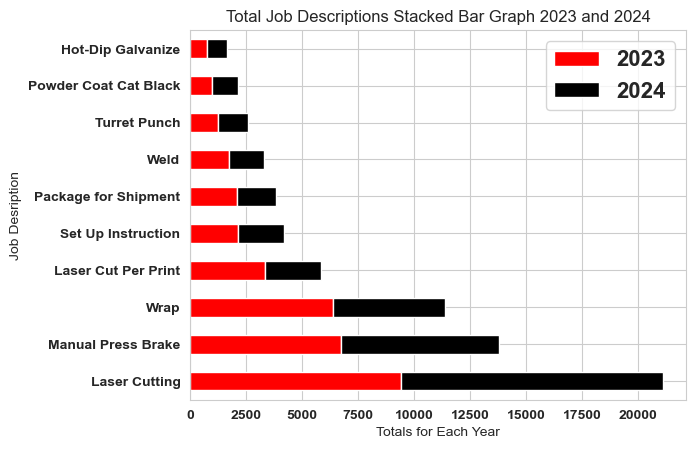 Total Job Descriptions Stacked Bar Graph 2023 and 2024
2023
2024
Job Desription
Hot-Dip Galvanize
Powder Coat Cat Black
Turret Punch
Weld
Package for Shipment
Set Up Instruction
Laser Cut Per Print
Wrap
Manual Press Brake
Laser Cutting
0 2500 5000 7500 10000 12500 15000 17500 20000
Totals for Each Year